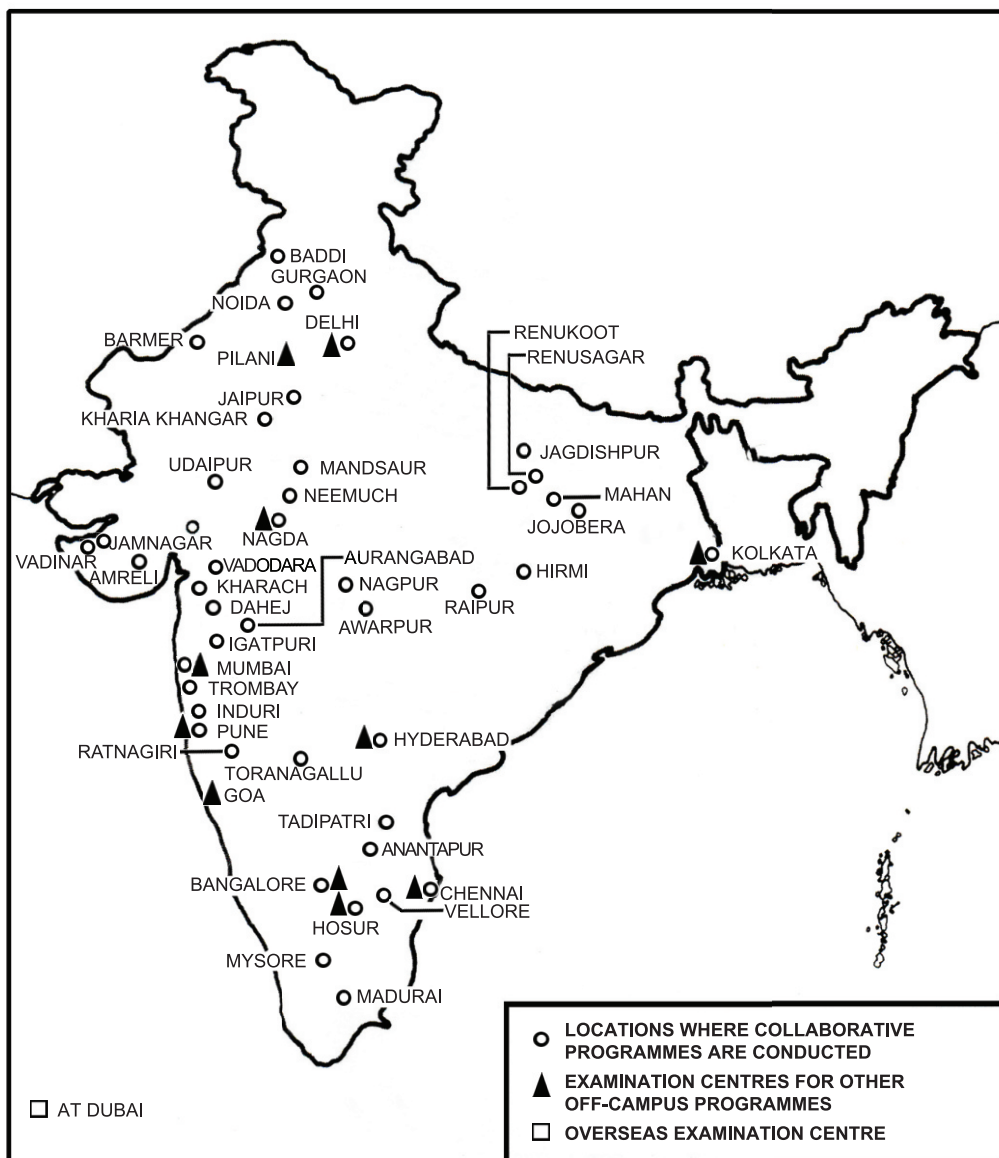 BADDI
GURGAON
NOIDA
DELHI
BARMER
PILANI
RENUKOOT
RENUSAGAR
JAIPUR
KHARIA KHANGAR
JAGDISHPUR
UDAIPUR
MANDSAUR
NEEMUCH
MAHAN
JOJOBERA
NAGDA
JAMNAGAR
VADINAR
AMRELI
VADODARA
AURANGABAD
KOLKATA
KHARACH
NAGPUR
HIRMI
DAHEJ
RAIPUR
AWARPUR
IGATPURI
MUMBAI
TROMBAY
INDURI
PUNE
HYDERABAD
RATNAGIRI
TORANAGALLU
GOA
TADIPATRI
ANANTAPUR
BANGALORE
CHENNAI
VELLORE
HOSUR
MYSORE
MADURAI
LOCATIONS WHERE COLLABORATIVE
PROGRAMMES ARE CONDUCTED
EXAMINATION CENTRES FOR OTHER
OFF-CAMPUS PROGRAMMES
OVERSEAS EXAMINATION CENTRE
AT DUBAI